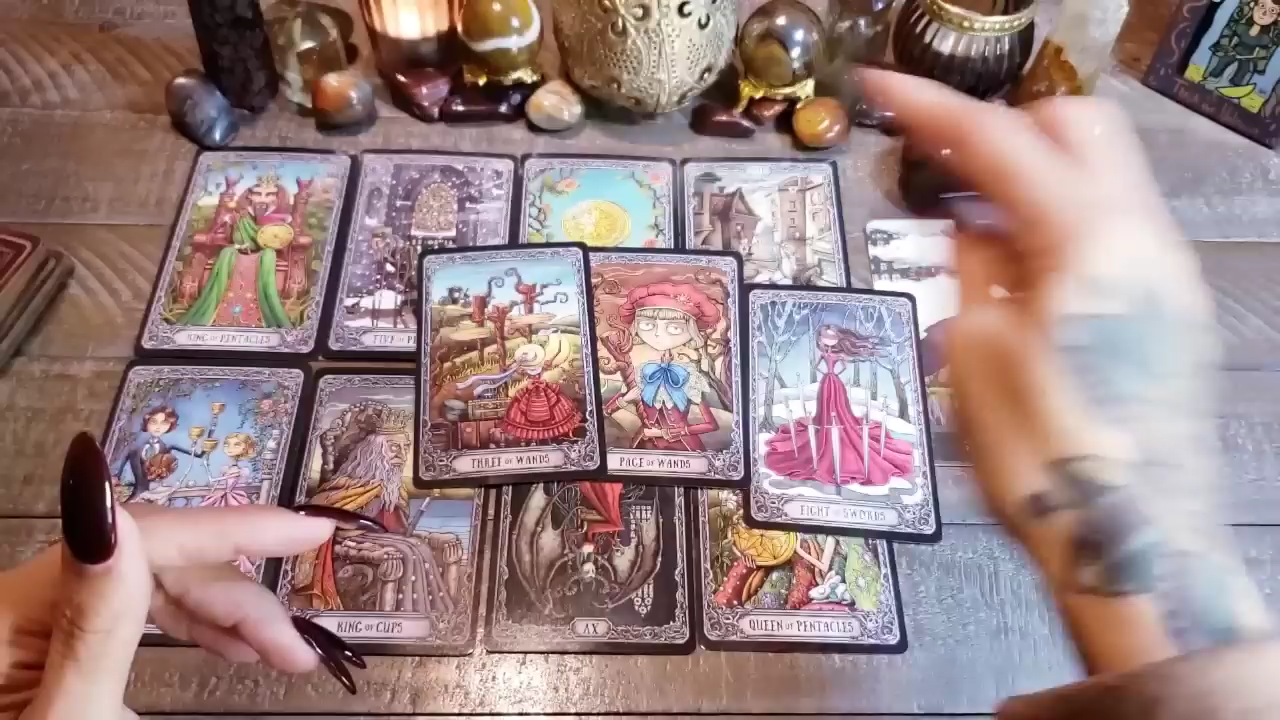 KING OF PENTACLES
FIVE OF PE
THREE OF WANDS
PAGE OF WANDS
EIGHT OF SWORDS
KING OF CUPS
XV
QUEEN OF PENTACLES